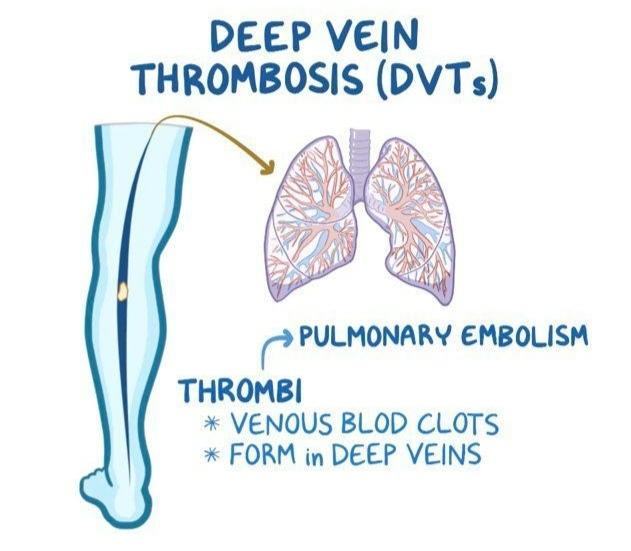 DEEP VEIN
THROMBOSIS (DVTs)
PULMONARY EMBOLISM
THROMBI
* VENOUS BLOD CLOTS
* FORM in DEEP VEINS